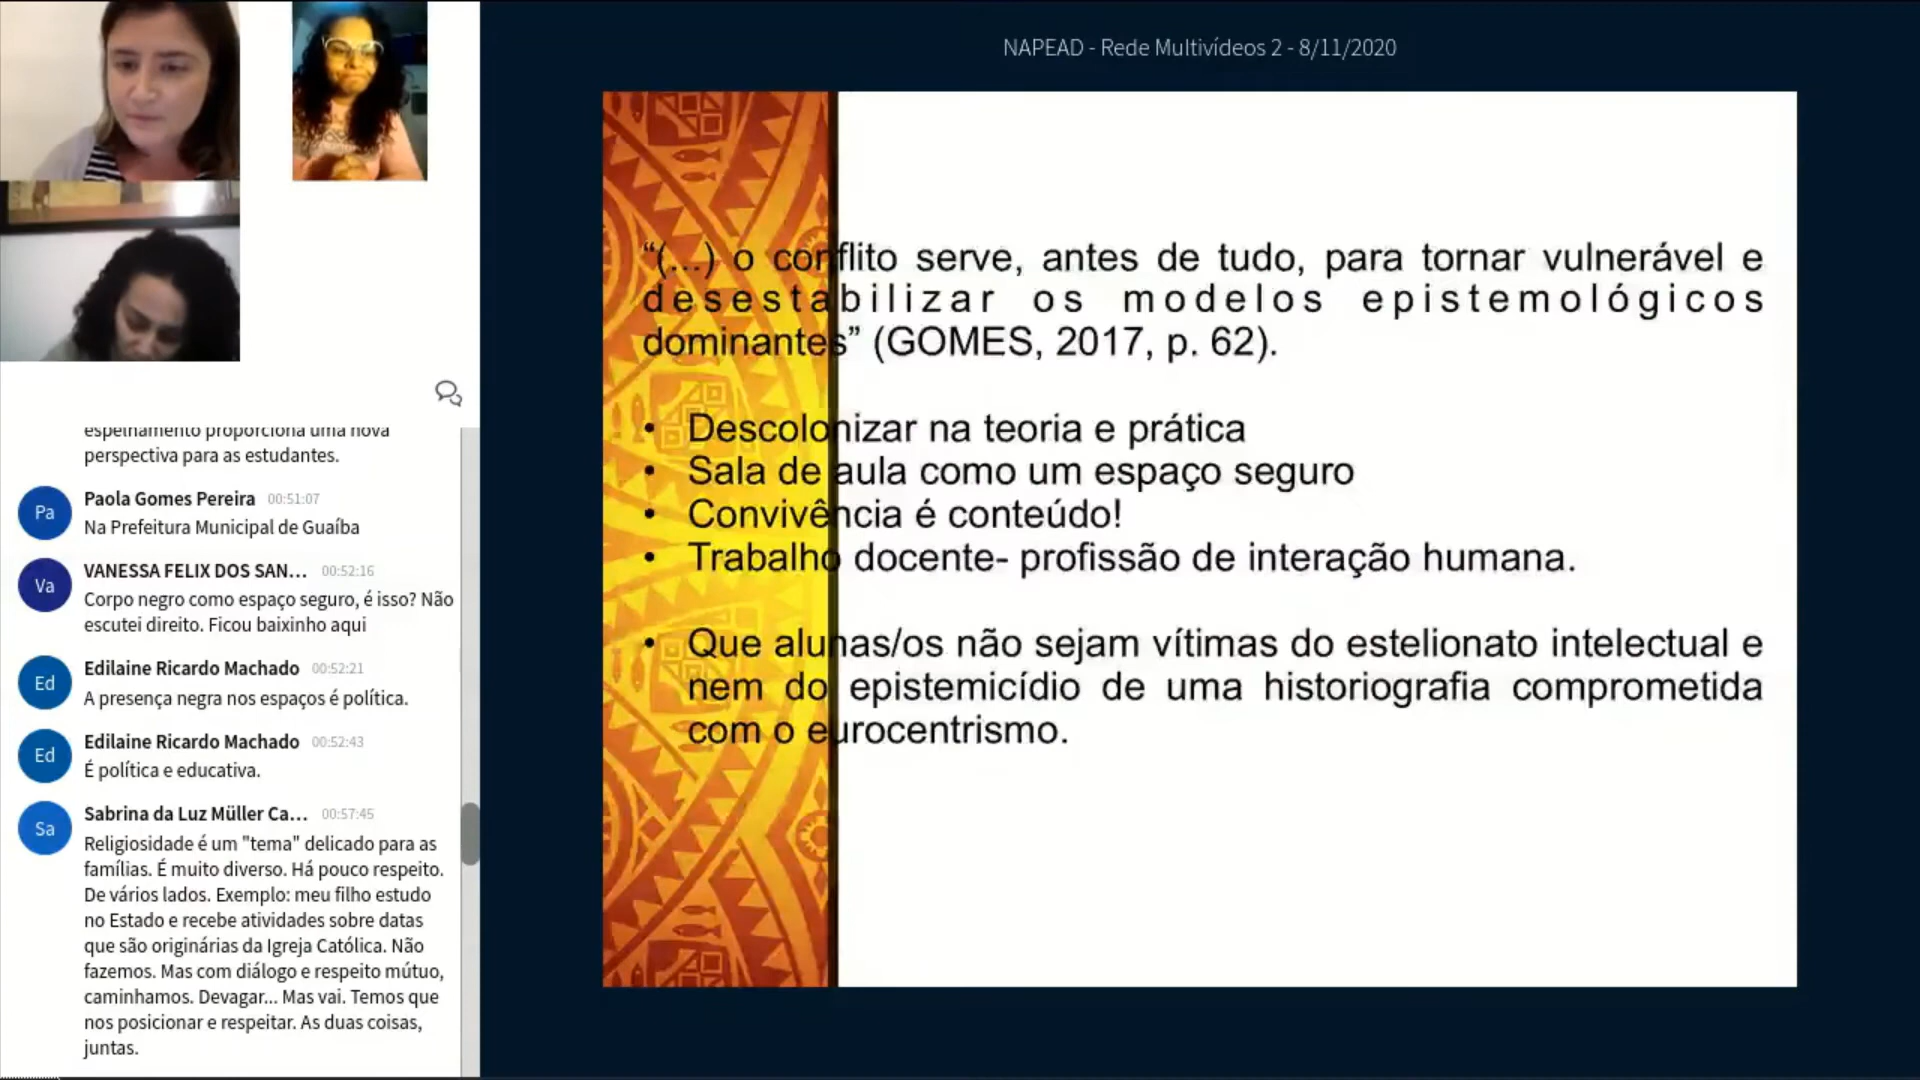 NAPEAD - Rede Multivídeos 2 - 8/11/2020
“(...) o conflito serve, antes de tudo, para tornar vulnerável e
desestabilizar os modelos epistemológicos
dominantes” (GOMES, 2017, p. 62).
• Descolonizar na teoria e prática
• Sala de aula como um espaço seguro
• Convivência é conteúdo!
• Trabalho docente- profissão de interação humana.
• Que alunas/os não sejam vítimas do estelionato intelectual e
nem do epistemicídio de uma historiografia comprometida
com o eurocentrismo.
espelhamento proporciona uma nova
perspectiva para as estudantes.
Pa
Paola Gomes Pereira 00:51:07
Na Prefeitura Municipal de Guaíba
Va
VANESSA FELIX DOS SAN... 00:52:16
Corpo negro como espaço seguro, é isso? Não
escutei direito. Ficou baixinho aqui
Ed
Edilaine Ricardo Machado 00:52:21
A presença negra nos espaços é política.
Ed
Edilaine Ricardo Machado 00:52:43
É política e educativa.
Sa
Sabrina da Luz Müller Ca... 00:57:45
Religiosidade é um "tema" delicado para as
famílias. É muito diverso. Há pouco respeito.
De vários lados. Exemplo: meu filho estudo
no Estado e recebe atividades sobre datas
que são originárias da Igreja Católica. Não
fazemos. Mas com diálogo e respeito mútuo,
caminhamos. Devagar... Mas vai. Temos que
nos posicionar e respeitar. As duas coisas,
juntas.